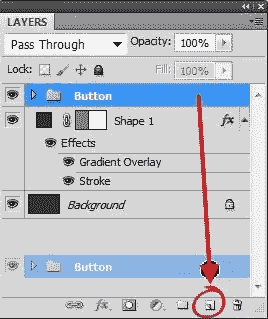 LAYERS
Pass Through Opacity: 100%
Lock: Fill: 100%
Button
Shape 1 fx
Effects
Gradient Overlay
Stroke
Background
Button
fx.